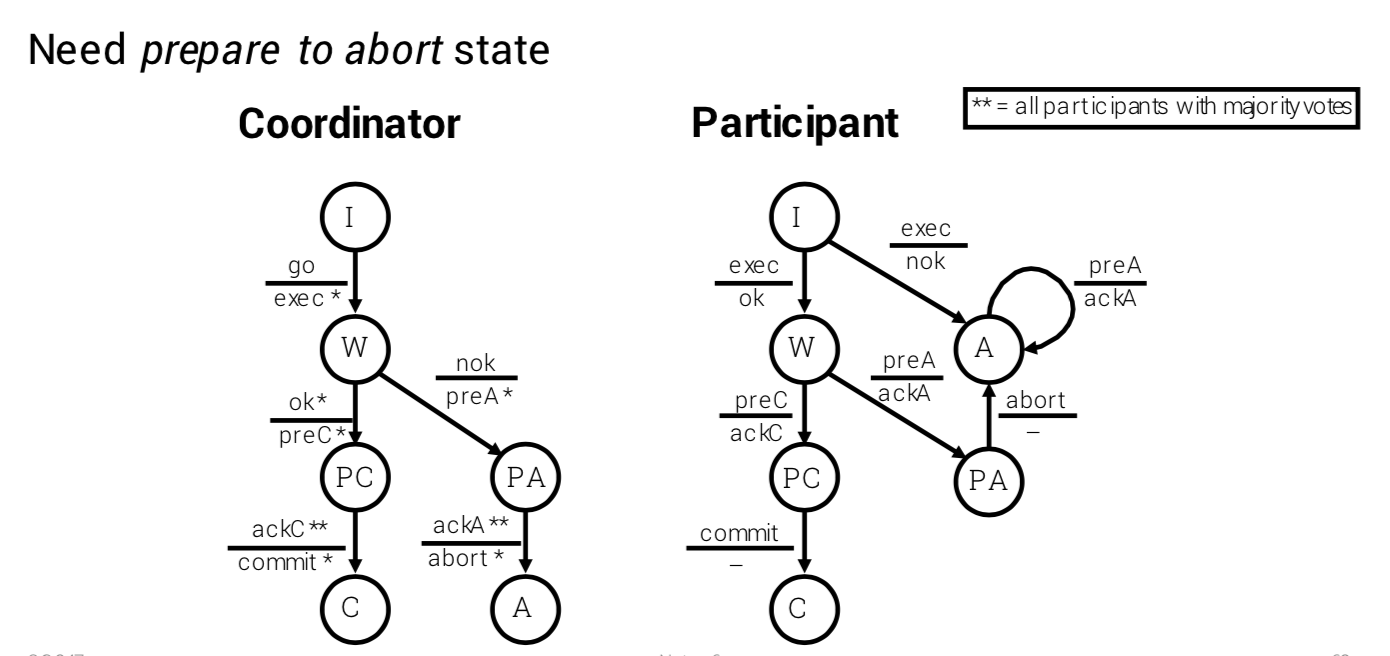 Need prepare to abort state
Coordinator
Participant
** = all participants with majority votes
I
go
exec *
W
nok
preA *
ok*
preC *
PC
PA
ackC **
commit *
ackA **
abort *
C
A
I
exec
nok
exec
ok
preA
ackA
W
A
preA
ackA
preC
ackC
abort
–
PC
PA
commit
–
C